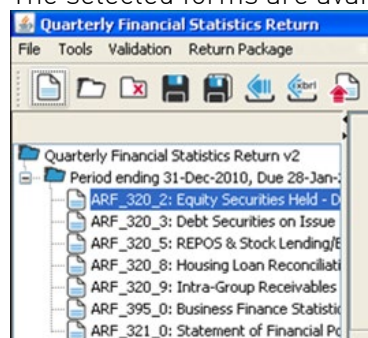 The selected forms are avai
Quarterly Financial Statistics Return
File Tools Validation Return Package
xbrl
Quarterly Financial Statistics Return v2
Period ending 31-Dec-2010, Due 28-Jan-
ARF_320_2: Equity Securities Held - D
ARF_320_3: Debt Securities on Issue
ARF_320_5: REPOS & Stock Lending/B
ARF_320_8: Housing Loan Reconciliati
ARF_320_9: Intra-Group Receivables
ARF_395_0: Business Finance Statistic
ARF_321_0: Statement of Financial Po